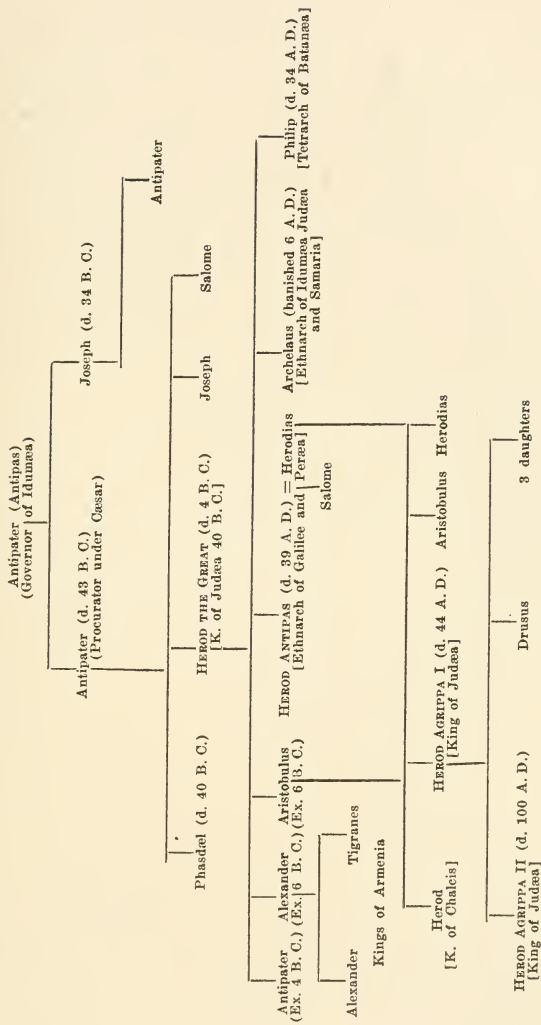 Antipater (Antipas)
(Governor of Idumæa)
Antipater (d. 43 B. C.)
(Procurator under Cæsar)
Joseph (d. 34 B. C.)
Antipater
Phasdæl (d. 40 B. C.)
HEROD THE GREAT (d. 4 B. C.)
[K. of Judæa 40 B. C.]
Joseph
Salome
Antipater
(Ex. 4 B. C.)
Alexander
(Ex. 6 B. C.)
Aristobulus
(Ex. 6 B. C.)
HEROD ANTIPAS (d. 39 A. D.) = Herodias
[Ethnarch of Galilee and Peræa]
Salome
Archelaus (banished 6 A. D.)
[Ethnarch of Idumæa Judæa
and Samaria]
Philip (d. 34 A. D.)
[Tetrarch of Batanæa]
Alexander
Tigranes
Kings of Armenia
Herod
[K. of Chalcis]
HEROD AGRIPPA I (d. 44 A. D.)
[King of Judæa]
Aristobulus
Herodias
HEROD AGRIPPA II (d. 100 A. D.)
[King of Judæa]
Drusus
3 daughters